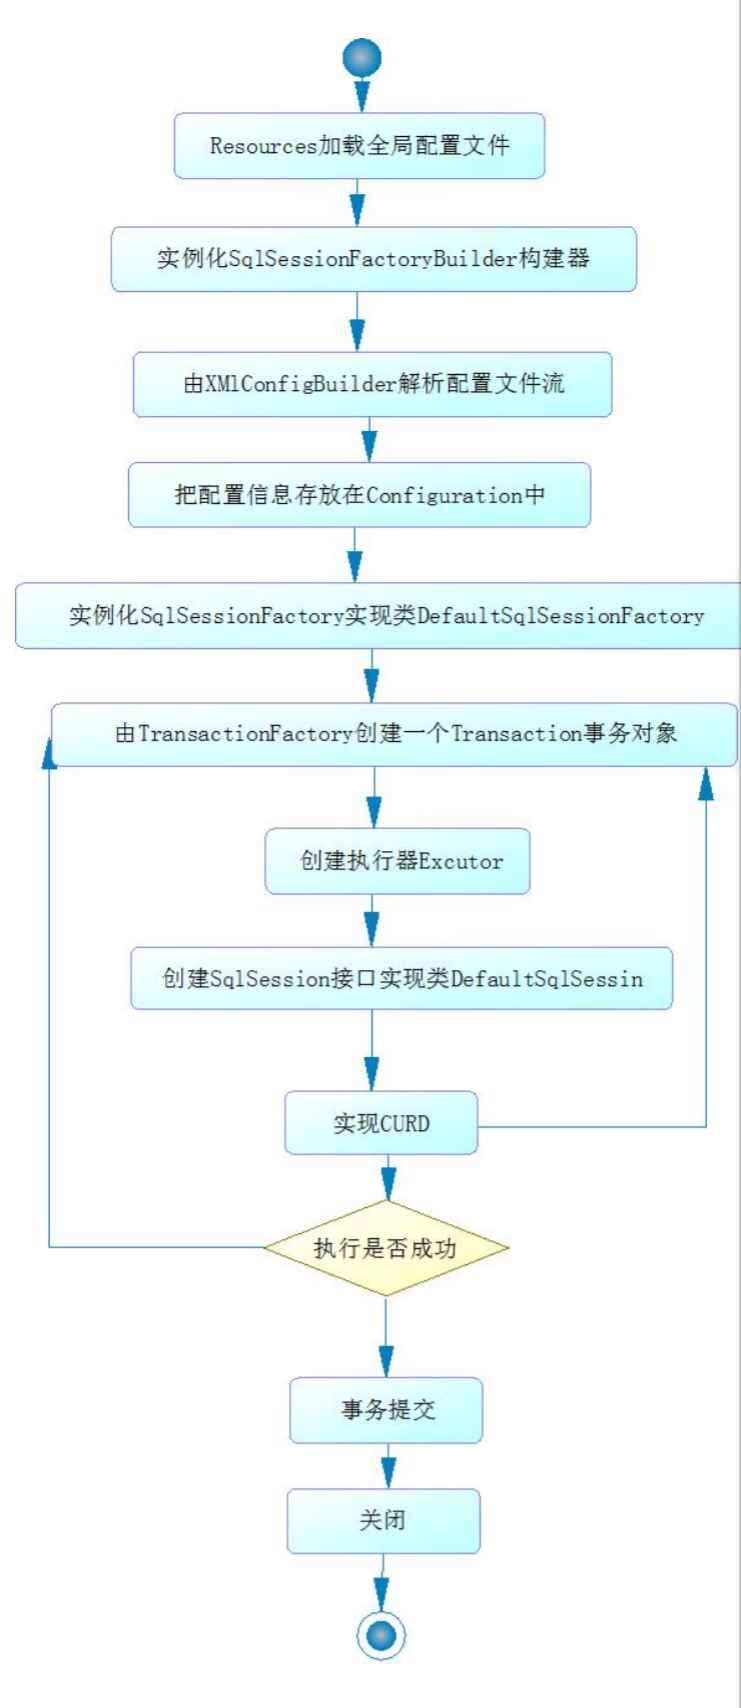 Resources加载全局配置文件
实例化SqlSessionFactoryBuilder构建器
由XMlConfigBuilder解析配置文件流
把配置信息存放在Configuration中
实例化SqlSessionFactory实现类DefaultSqlSessionFactory
由TransactionFactory创建一个Transaction事务对象
创建执行器Excutor
创建SqlSession接口实现类DefaultSqlSessin
实现CURD
执行是否成功
事务提交
关闭